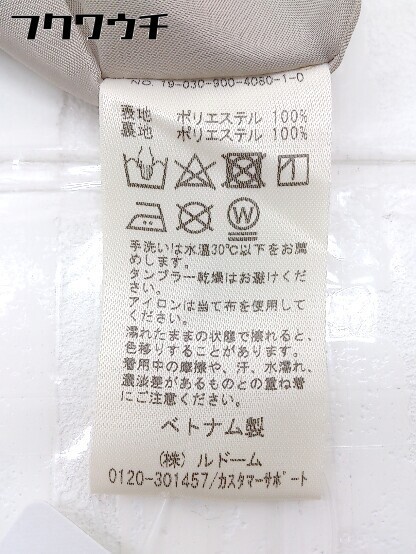 フクワウチ
NO. 19-030-900-4080-1-0
表地 ポリエステル 100%
裏地 ポリエステル 100%
W
手洗いは水温30℃以下をお薦
めします。
タンブラー乾燥はお避けくだ
さい。
アイロンは当て布を使用して
ください。
濡れたままの状態で擦れると、
色移りすることがあります。
着用中の摩擦や、汗、水濡れ、
濃淡差があるものとの重ね着
にご注意ください。
ベトナム製
(株) ルドーム
0120-301457/カスタマーサポート